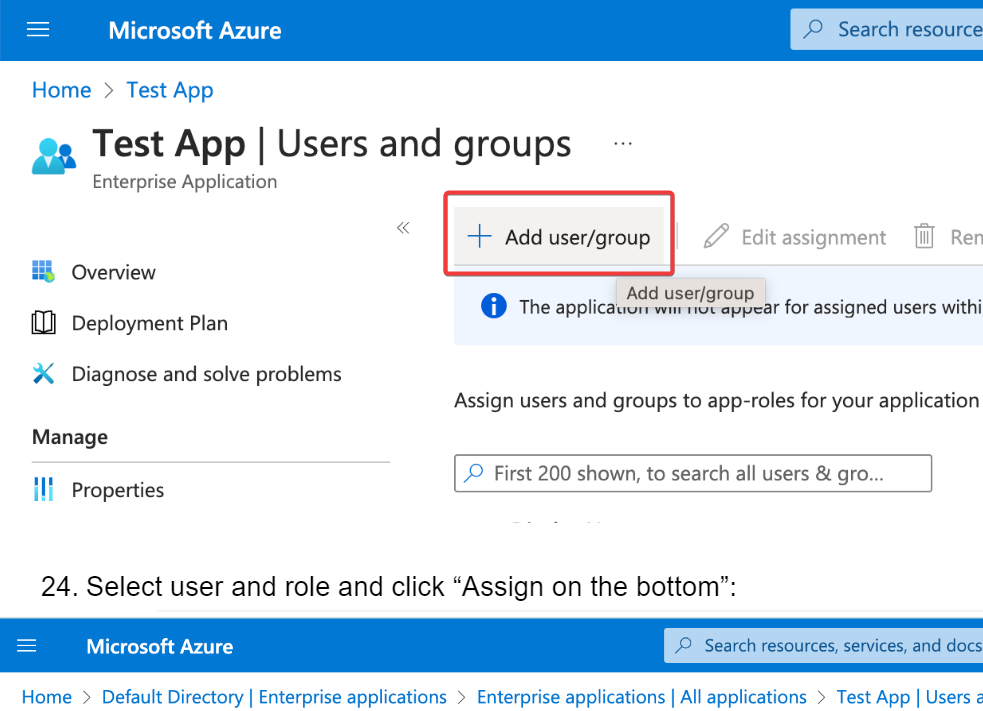 Microsoft Azure
Search resource
Home > Test App
Test App | Users and groups ...
Enterprise Application
«
Add user/group
Edit assignment
Overview
Add user/group
The application will not appear for assigned users withi
Deployment Plan
Diagnose and solve problems
Assign users and groups to app-roles for your application
Manage
First 200 shown, to search all users & gro...
Properties
24. Select user and role and click “Assign on the bottom”:
Microsoft Azure
Search resources, services, and docs
Home > Default Directory | Enterprise applications > Enterprise applications | All applications > Test App | Users